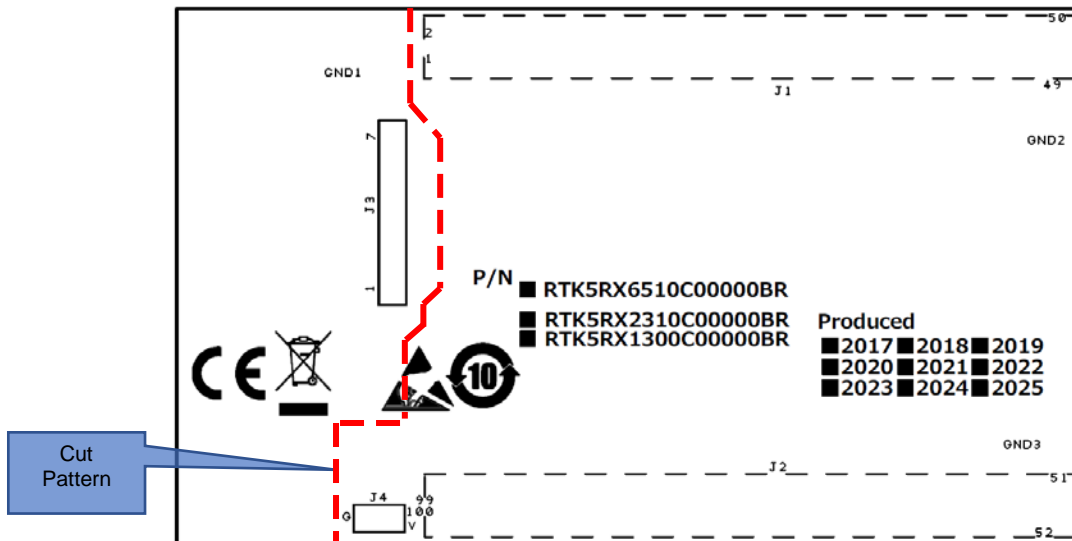 50
2
1
GND1
J1
49
7
J3
1
GND2
P/N
RTK5RX6510C00000BR
RTK5RX2310C00000BR
RTK5RX1300C00000BR
Produced
2017 2018 2019
2020 2021 2022
2023 2024 2025
CE
10
Cut
Pattern
GND3
J2
51
J4
G
V
99
100
52